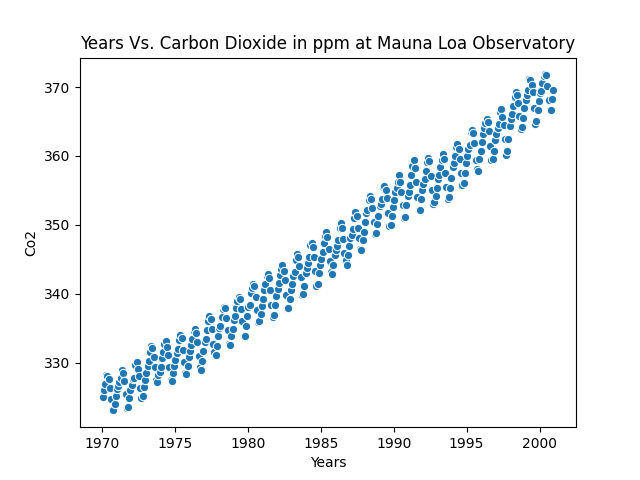 Years Vs. Carbon Dioxide in ppm at Mauna Loa Observatory
370
360
350
340
330
Co2
1970 1975 1980 1985 1990 1995 2000
Years